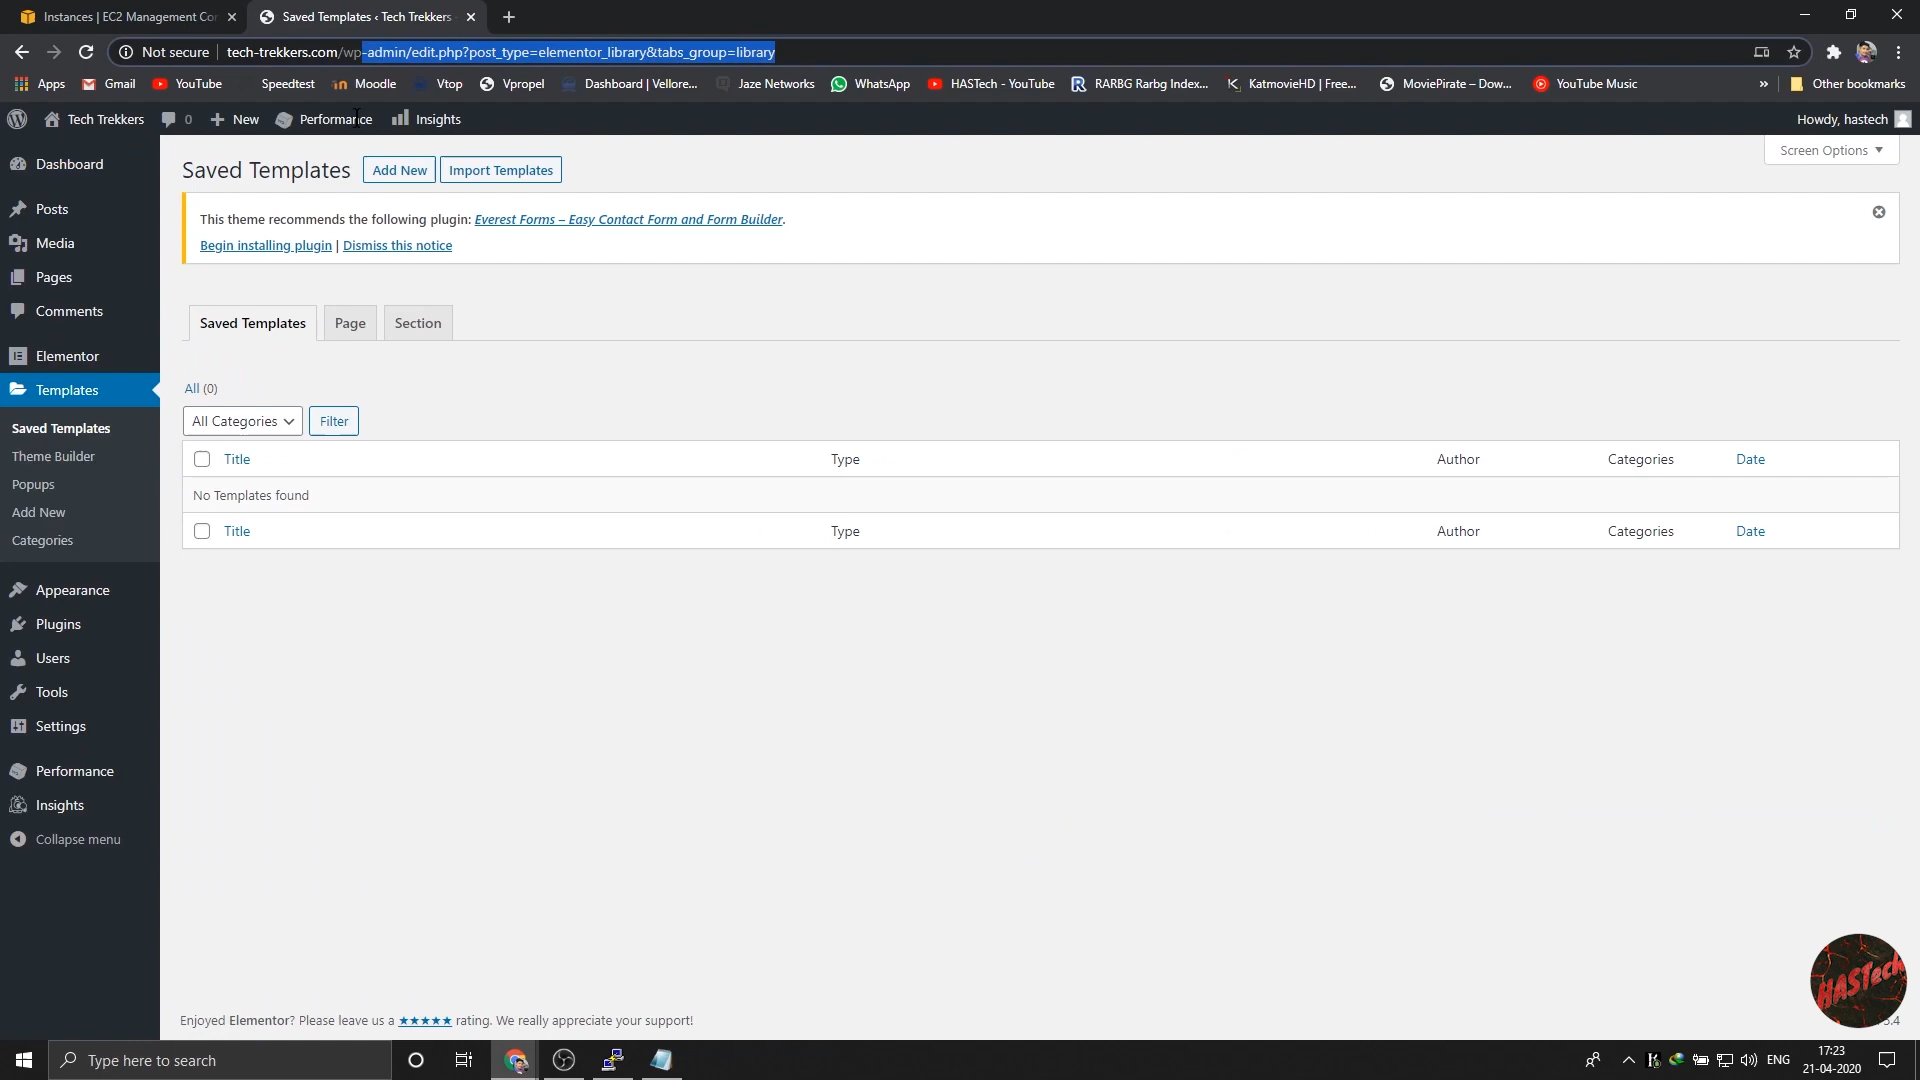 Instances | EC2 Management Cor
Saved Templates ‹ Tech Trekkers
Not secure
tech-trekkers.com/wp-admin/edit.php?post_type=elementor_library&tabs_group=library
Apps
Gmail
YouTube
Speedtest
Moodle
Vtop
Vpropel
Dashboard | Vellore...
Jaze Networks
WhatsApp
HASTech - YouTube
RARBG Rarbg Index...
KatmovieHD | Free...
MoviePirate – Dow...
YouTube Music
»
Other bookmarks
Tech Trekkers
0
New
Performance
Insights
Howdy, hastech
Dashboard
Posts
Media
Pages
Comments
Elementor
Templates
Saved Templates
Theme Builder
Popups
Add New
Categories
Appearance
Plugins
Users
Tools
Settings
Performance
Insights
Collapse menu
Screen Options
Saved Templates
Add New
Import Templates
This theme recommends the following plugin: Everest Forms – Easy Contact Form and Form Builder.
Begin installing plugin | Dismiss this notice
Saved Templates
Page
Section
All (0)
All Categories
Filter
Title Type Author Categories Date
No Templates found
Title Type Author Categories Date
Enjoyed Elementor? Please leave us a ★★★★★ rating. We really appreciate your support!
HASTech
Type here to search
ENG
17:23
21-04-2020